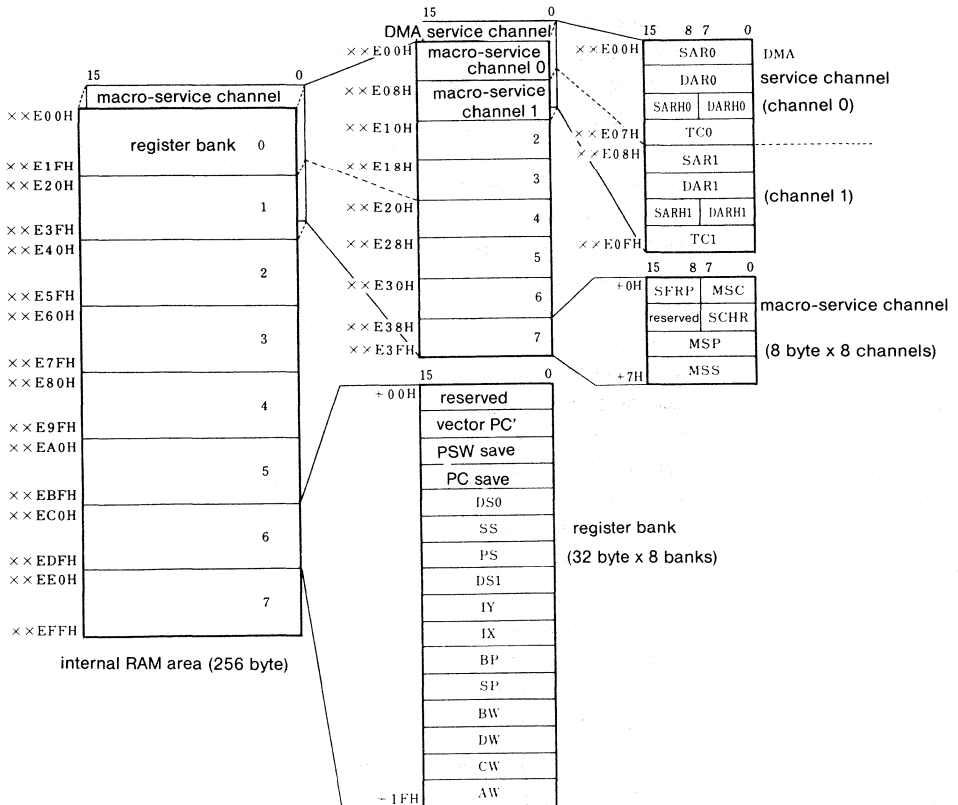 15 0
macro-service channel
××E00H
register bank 0
××E1FH
××E20H
1
××E3FH
××E40H
2
××E5FH
××E60H
3
××E7FH
××E80H
4
××E9FH
××EA0H
5
××EBFH
××EC0H
6
××EDFH
××EE0H
7
××EFFH
internal RAM area (256 byte)
15 0
DMA service channel
××E00H
macro-service
channel 0
××E08H
macro-service
channel 1
××E10H
2
××E18H
3
××E20H
4
××E28H
5
××E30H
6
××E38H
7
××E3FH
15 8 7 0
××E00H SAR0 DMA
DAR0 service channel
SARH0 DARH0 (channel 0)
××E07H TC0
××E08H SAR1
DAR1
SARH1 DARH1 (channel 1)
××E0FH TC1
15 8 7 0
+0H SFRP MSC
macro-service channel
reserved SCHR
MSP (8 byte x 8 channels)
+7H MSS
15 0
+00H reserved
vector PC'
PSW save
PC save
DS0
SS register bank
PS (32 byte x 8 banks)
DS1
IY
IX
BP
SP
BW
DW
CW
+1FH AW